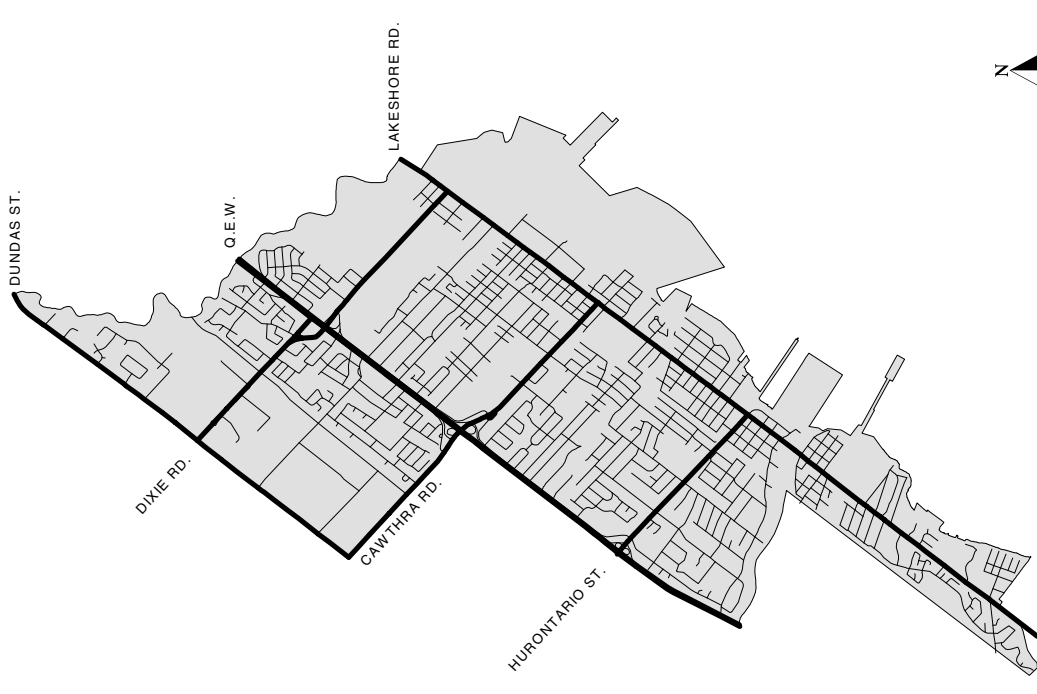 LAKESHORE RD.
N
DUNDAS ST.
Q.E.W.
DIXIE RD.
CAWTHRA RD.
HURONTARIO ST.